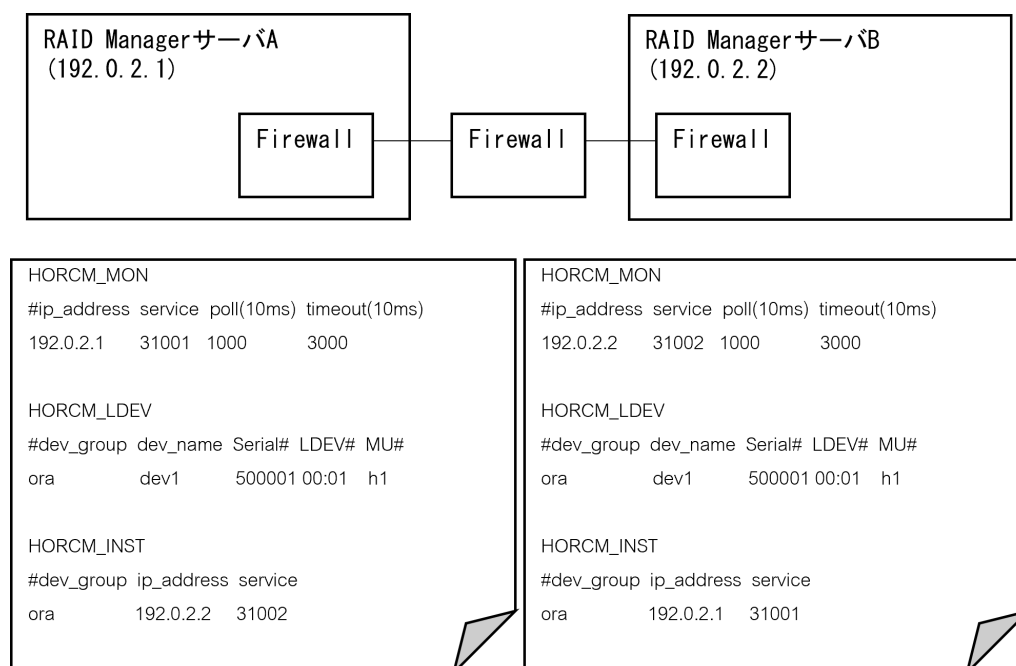 RAID ManagerサーバA
(192.0.2.1)
RAID ManagerサーバB
(192.0.2.2)
Firewall
Firewall
Firewall
HORCM_MON
#ip_address service poll(10ms) timeout(10ms)
192.0.2.1 31001 1000 3000
HORCM_LDEV
#dev_group dev_name Serial# LDEV# MU#
ora dev1 500001 00:01 h1
HORCM_INST
#dev_group ip_address service
ora 192.0.2.2 31002
HORCM_MON
#ip_address service poll(10ms) timeout(10ms)
192.0.2.2 31002 1000 3000
HORCM_LDEV
#dev_group dev_name Serial# LDEV# MU#
ora dev1 500001 00:01 h1
HORCM_INST
#dev_group ip_address service
ora 192.0.2.1 31001